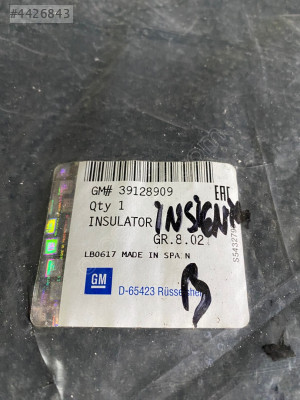 #4426843
GM# 39128909
EAC
Qty 1
INSULATOR
INSIGNIA
GR.8.02
LB0617 MADE IN SPAIN
GM
D-65423 Rüsselsheim
B